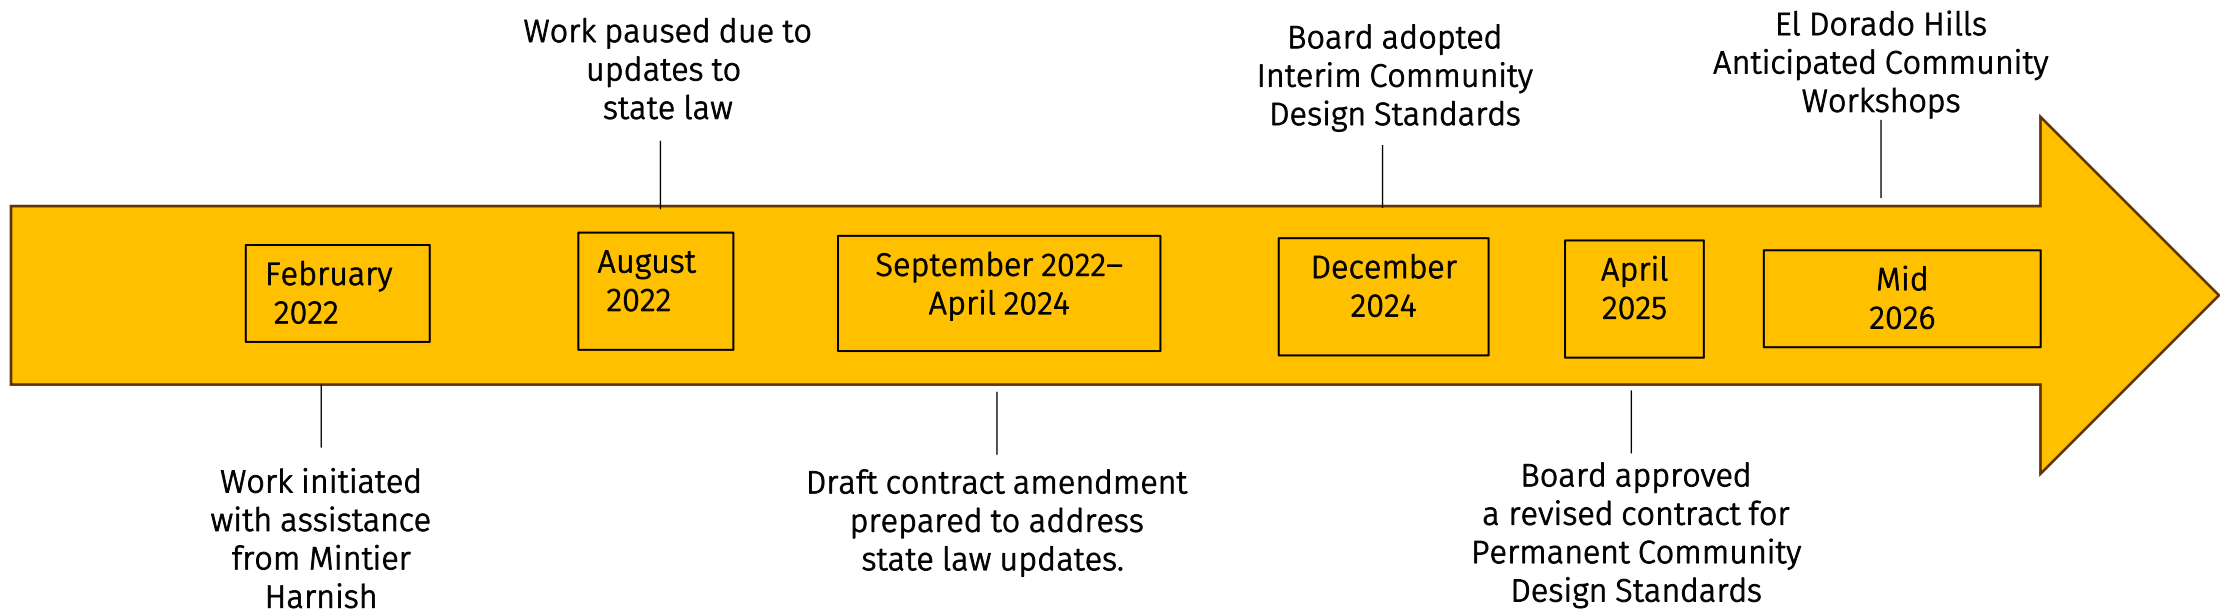 Work paused due to
updates to
state law
Board adopted
Interim Community
Design Standards
El Dorado Hills
Anticipated Community
Workshops
February
2022
August
2022
September 2022–
April 2024
December
2024
April
2025
Mid
2026
Work initiated
with assistance
from Mintier
Harnish
Draft contract amendment
prepared to address
state law updates.
Board approved
a revised contract for
Permanent Community
Design Standards